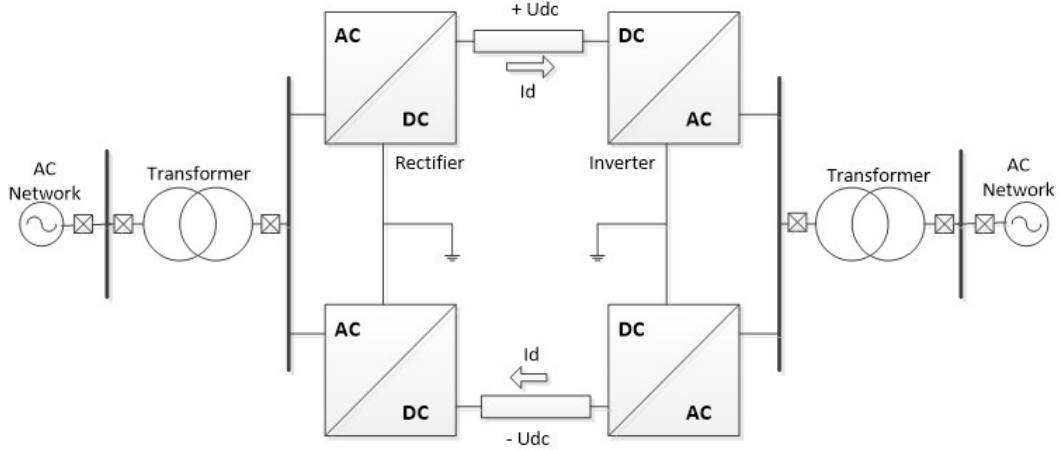 + Udc
AC
DC
Id
DC
AC
Rectifier
Inverter
AC
Network
Transformer
Transformer
AC
Network
AC
DC
Id
DC
AC
- Udc